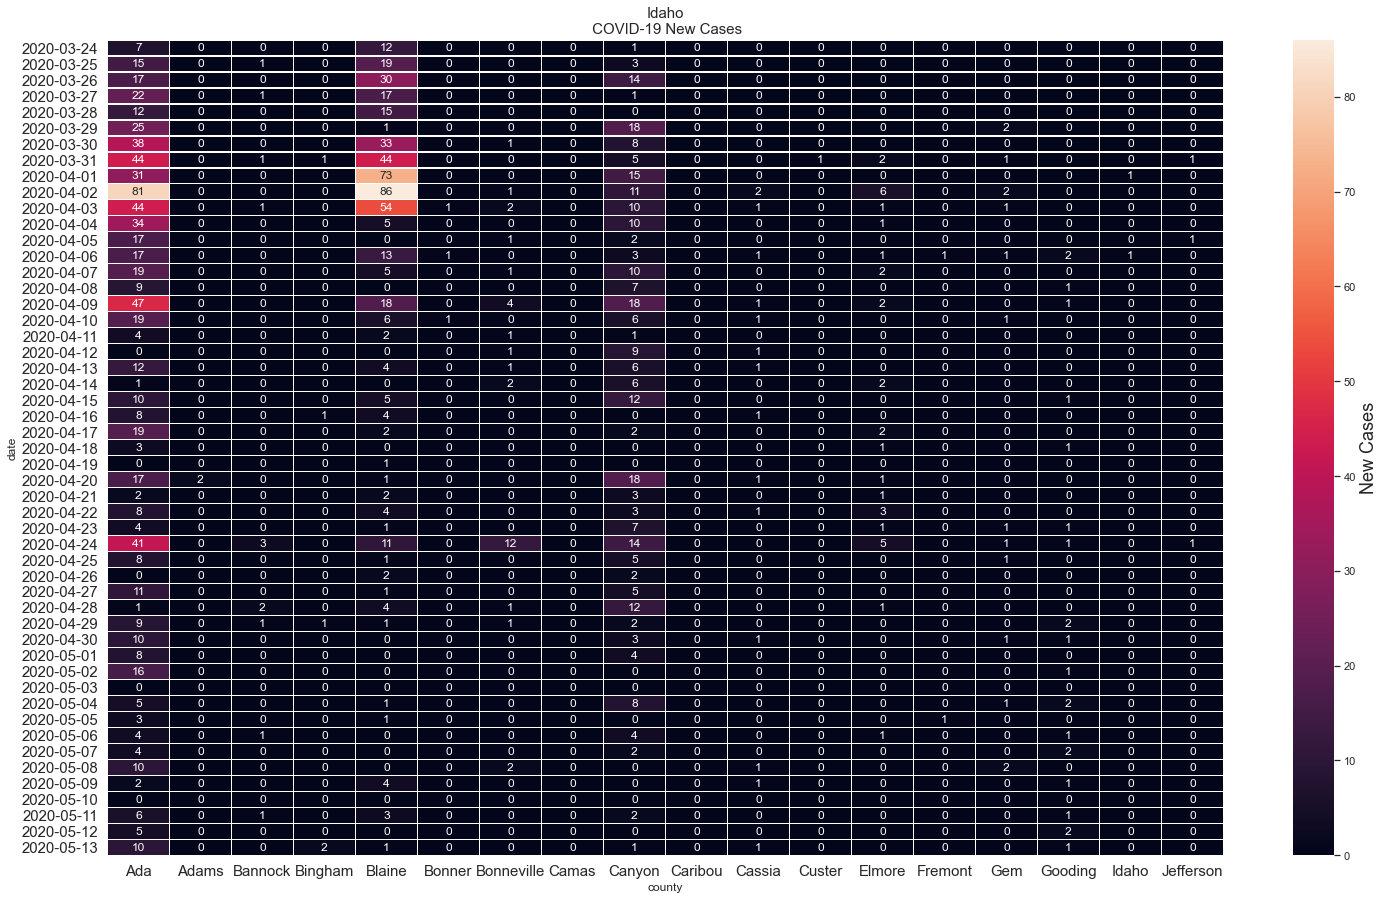 Idaho
COVID-19 New Cases
2020-03-24 7 0 0 0 12 0 0 0 1 0 0 0 0 0 0 0 0 0
2020-03-25 15 0 1 0 19 0 0 0 3 0 0 0 0 0 0 0 0 0
2020-03-26 17 0 0 0 30 0 0 0 14 0 0 0 0 0 0 0 0 0
2020-03-27 22 0 1 0 17 0 0 0 1 0 0 0 0 0 0 0 0 0
2020-03-28 12 0 0 0 15 0 0 0 0 0 0 0 0 0 0 0 0 0
2020-03-29 25 0 0 0 1 0 0 0 18 0 0 0 0 0 2 0 0 0
2020-03-30 38 0 0 0 33 0 1 0 8 0 0 0 0 0 0 0 0 0
2020-03-31 44 0 1 1 44 0 0 0 5 0 0 1 2 0 1 0 0 1
2020-04-01 31 0 0 0 73 0 0 0 15 0 0 0 0 0 0 0 1 0
2020-04-02 81 0 0 0 86 0 1 0 11 0 2 0 6 0 2 0 0 0
2020-04-03 44 0 1 0 54 1 2 0 10 0 1 0 1 0 1 0 0 0
2020-04-04 34 0 0 0 5 0 0 0 10 0 0 0 1 0 0 0 0 0
2020-04-05 17 0 0 0 0 0 1 0 2 0 0 0 0 0 0 0 0 1
2020-04-06 17 0 0 0 13 1 0 0 3 0 1 0 1 1 1 2 1 0
2020-04-07 19 0 0 0 5 0 1 0 10 0 0 0 2 0 0 0 0 0
2020-04-08 9 0 0 0 0 0 0 0 7 0 0 0 0 0 0 1 0 0
2020-04-09 47 0 0 0 18 0 4 0 18 0 1 0 2 0 0 1 0 0
2020-04-10 19 0 0 0 6 1 0 0 6 0 1 0 0 0 1 0 0 0
2020-04-11 4 0 0 0 2 0 1 0 1 0 0 0 0 0 0 0 0 0
2020-04-12 0 0 0 0 0 0 1 0 9 0 1 0 0 0 0 0 0 0
2020-04-13 12 0 0 0 4 0 1 0 6 0 1 0 0 0 0 0 0 0
2020-04-14 1 0 0 0 0 0 2 0 6 0 0 0 2 0 0 0 0 0
2020-04-15 10 0 0 0 5 0 0 0 12 0 0 0 0 0 0 1 0 0
2020-04-16 8 0 0 1 4 0 0 0 0 0 1 0 0 0 0 0 0 0
2020-04-17 19 0 0 0 2 0 0 0 2 0 0 0 2 0 0 0 0 0
2020-04-18 3 0 0 0 0 0 0 0 0 0 0 0 1 0 0 1 0 0
2020-04-19 0 0 0 0 1 0 0 0 0 0 0 0 0 0 0 0 0 0
2020-04-20 17 2 0 0 1 0 0 0 18 0 1 0 1 0 0 0 0 0
2020-04-21 2 0 0 0 2 0 0 0 3 0 0 0 1 0 0 0 0 0
2020-04-22 8 0 0 0 4 0 0 0 3 0 1 0 3 0 0 0 0 0
2020-04-23 4 0 0 0 1 0 0 0 7 0 0 0 1 0 1 1 0 0
2020-04-24 41 0 3 0 11 0 12 0 14 0 0 0 5 0 1 1 0 1
2020-04-25 8 0 0 0 1 0 0 0 5 0 0 0 0 0 1 0 0 0
2020-04-26 0 0 0 0 2 0 0 0 2 0 0 0 0 0 0 0 0 0
2020-04-27 11 0 0 0 1 0 0 0 5 0 0 0 0 0 0 0 0 0
2020-04-28 1 0 2 0 4 0 1 0 12 0 0 0 1 0 0 0 0 0
2020-04-29 9 0 1 1 1 0 1 0 2 0 0 0 0 0 0 2 0 0
2020-04-30 10 0 0 0 0 0 0 0 3 0 1 0 0 0 1 1 0 0
2020-05-01 8 0 0 0 0 0 0 0 4 0 0 0 0 0 0 0 0 0
2020-05-02 16 0 0 0 0 0 0 0 0 0 0 0 0 0 0 1 0 0
2020-05-03 0 0 0 0 0 0 0 0 0 0 0 0 0 0 0 0 0 0
2020-05-04 5 0 0 0 1 0 0 0 8 0 0 0 0 0 1 2 0 0
2020-05-05 3 0 0 0 1 0 0 0 0 0 0 0 0 1 0 0 0 0
2020-05-06 4 0 1 0 0 0 0 0 4 0 0 0 1 0 0 1 0 0
2020-05-07 4 0 0 0 0 0 0 0 2 0 0 0 0 0 0 2 0 0
2020-05-08 10 0 0 0 0 0 2 0 0 0 1 0 0 0 2 0 0 0
2020-05-09 2 0 0 0 4 0 0 0 0 0 1 0 0 0 0 1 0 0
2020-05-10 0 0 0 0 0 0 0 0 0 0 0 0 0 0 0 0 0 0
2020-05-11 6 0 1 0 3 0 0 0 2 0 0 0 0 0 0 1 0 0
2020-05-12 5 0 0 0 0 0 0 0 0 0 0 0 0 0 0 2 0 0
2020-05-13 10 0 0 2 1 0 0 0 1 0 1 0 0 0 0 1 0 0
Ada Adams Bannock Bingham Blaine Bonner Bonneville Camas Canyon Caribou Cassia Custer Elmore Fremont Gem Gooding Idaho Jefferson
county
date
80
70
60
50
40
30
20
10
0
New Cases